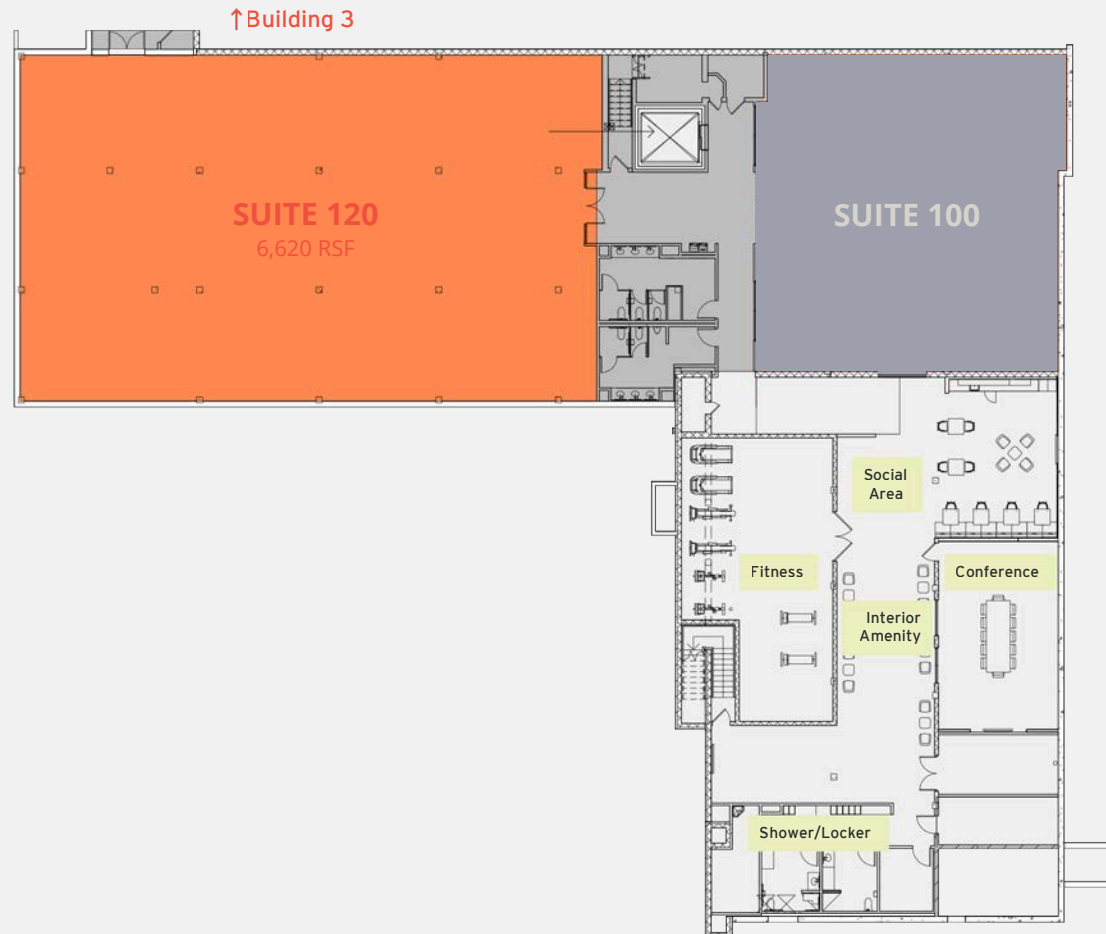 ↑Building 3
SUITE 120
6,620 RSF
SUITE 100
Social
Area
Fitness
Conference
Interior
Amenity
Shower/Locker